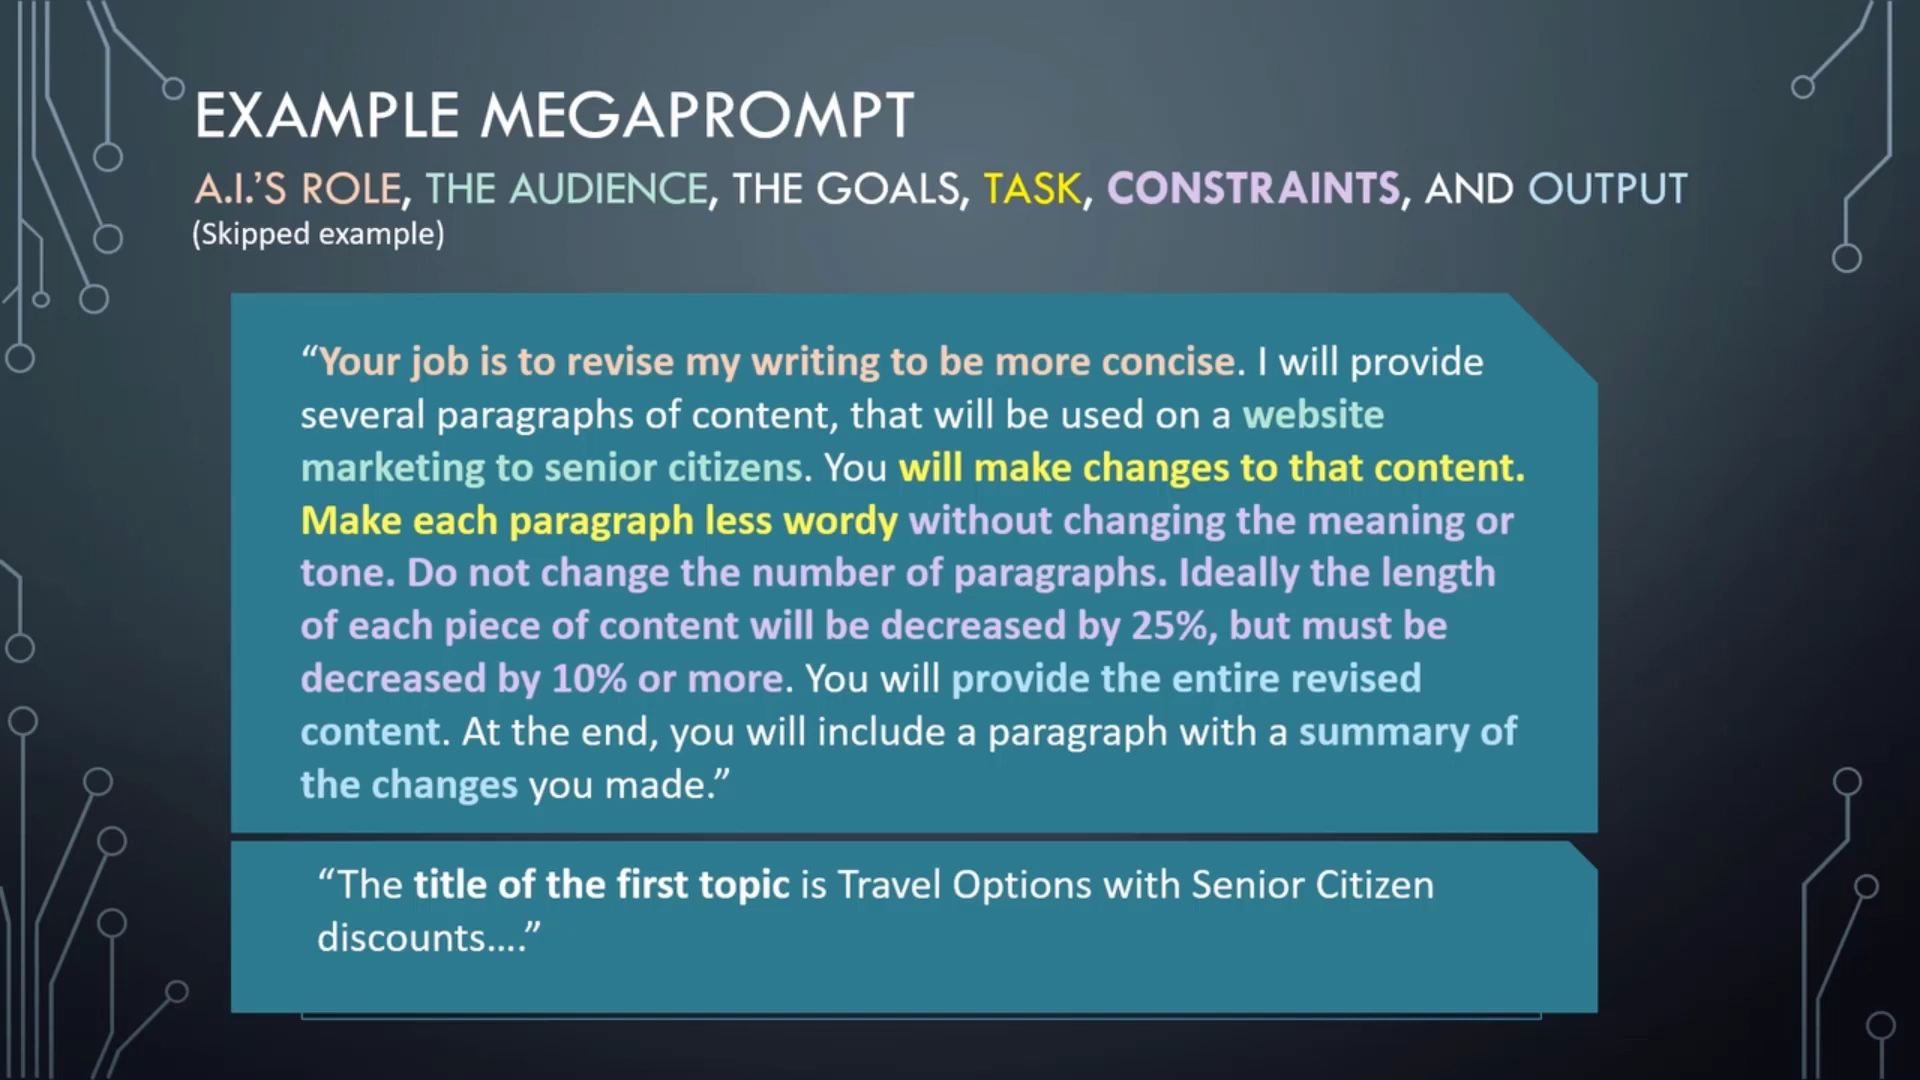 EXAMPLE MEGAPROMPT
A.I.’S ROLE, THE AUDIENCE, THE GOALS, TASK, CONSTRAINTS, AND OUTPUT
(Skipped example)
“Your job is to revise my writing to be more concise. I will provide
several paragraphs of content, that will be used on a website
marketing to senior citizens. You will make changes to that content.
Make each paragraph less wordy without changing the meaning or
tone. Do not change the number of paragraphs. Ideally the length
of each piece of content will be decreased by 25%, but must be
decreased by 10% or more. You will provide the entire revised
content. At the end, you will include a paragraph with a summary of
the changes you made.”
“The title of the first topic is Travel Options with Senior Citizen
discounts….”